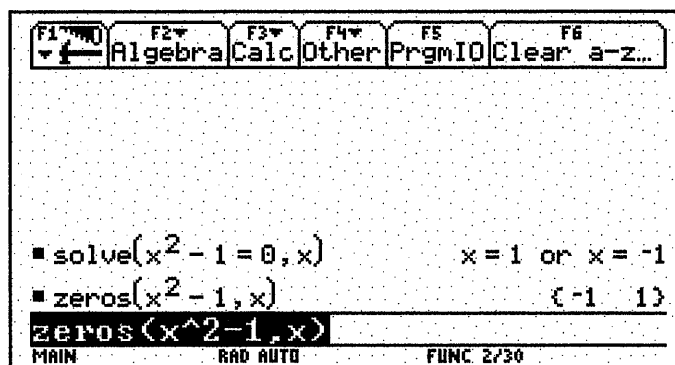 F1 F2 Algebra F3 Calc F4 Other F5 PrgmIO F6 Clear a-z…
solve(x²-1=0,x) x=1 or x=-1
zeros(x²-1,x) {-1 1}
zeros(x^2-1,x)
MAIN RAD AUTO FUNC 2/30